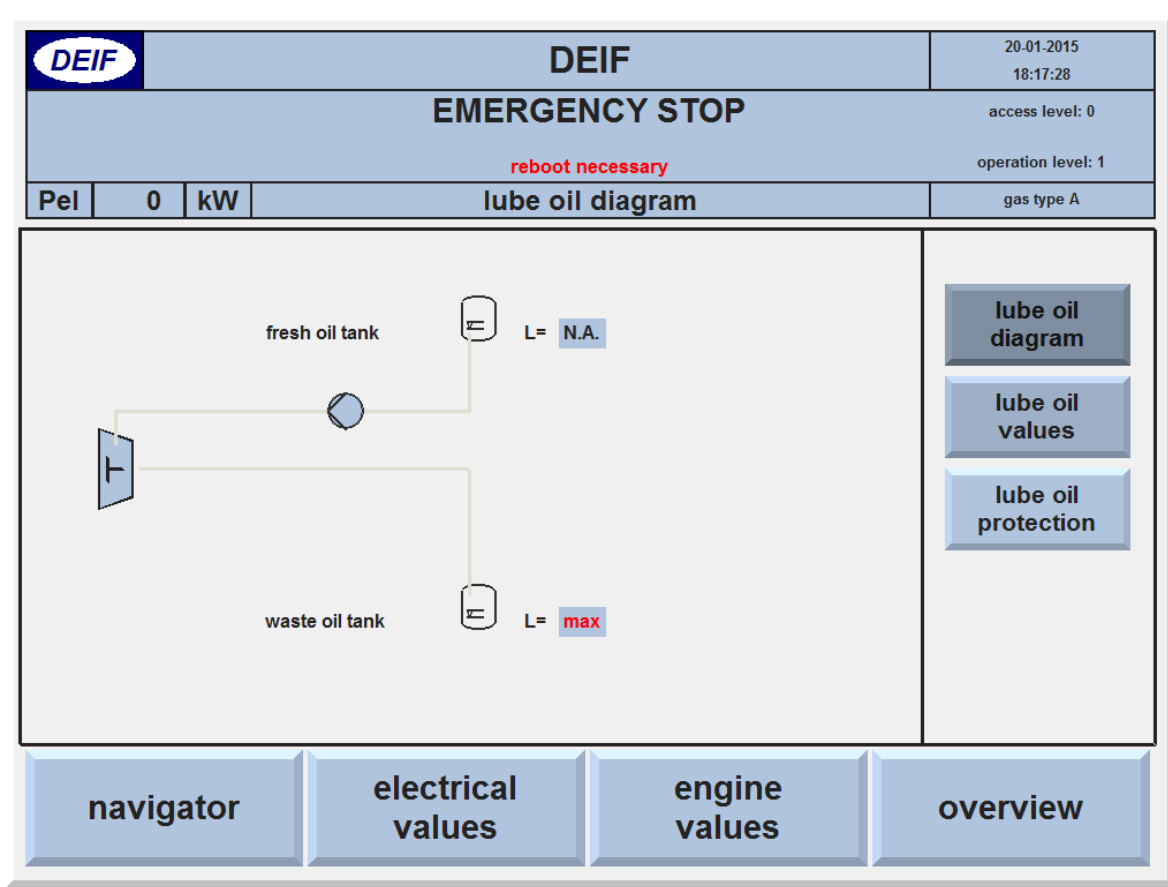 DEIF
DEIF
20-01-2015
18:17:28
EMERGENCY STOP
access level: 0
reboot necessary
operation level: 1
Pel 0 kW
lube oil diagram
gas type A
fresh oil tank
L= N.A.
waste oil tank
L= max
lube oil
diagram
lube oil
values
lube oil
protection
navigator
electrical
values
engine
values
overview